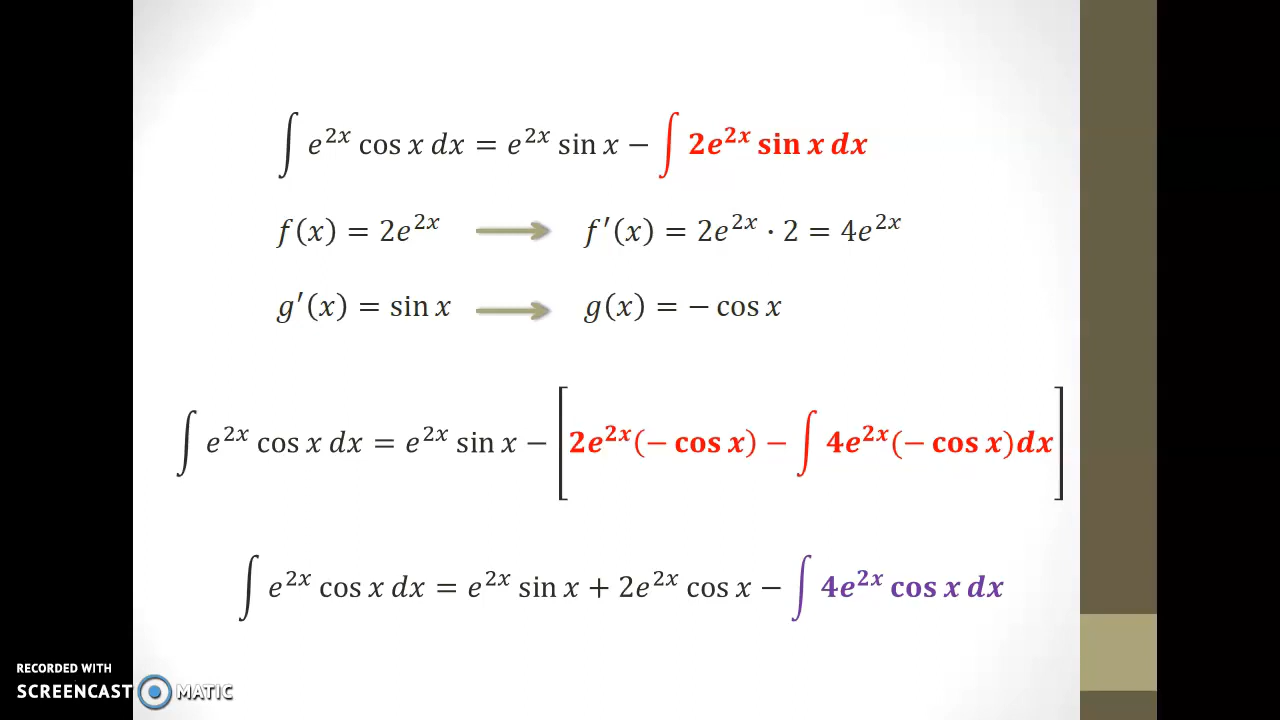 ∫ e^{2x} cos x dx = e^{2x} sin x − ∫ 2e^{2x} sin x dx
f(x) = 2e^{2x} ⟶ f′(x) = 2e^{2x} · 2 = 4e^{2x}
g′(x) = sin x ⟶ g(x) = − cos x
∫ e^{2x} cos x dx = e^{2x} sin x − [2e^{2x}(− cos x) − ∫ 4e^{2x}(− cos x)dx]
∫ e^{2x} cos x dx = e^{2x} sin x + 2e^{2x} cos x − ∫ 4e^{2x} cos x dx
RECORDED WITH
SCREENCAST MATIC